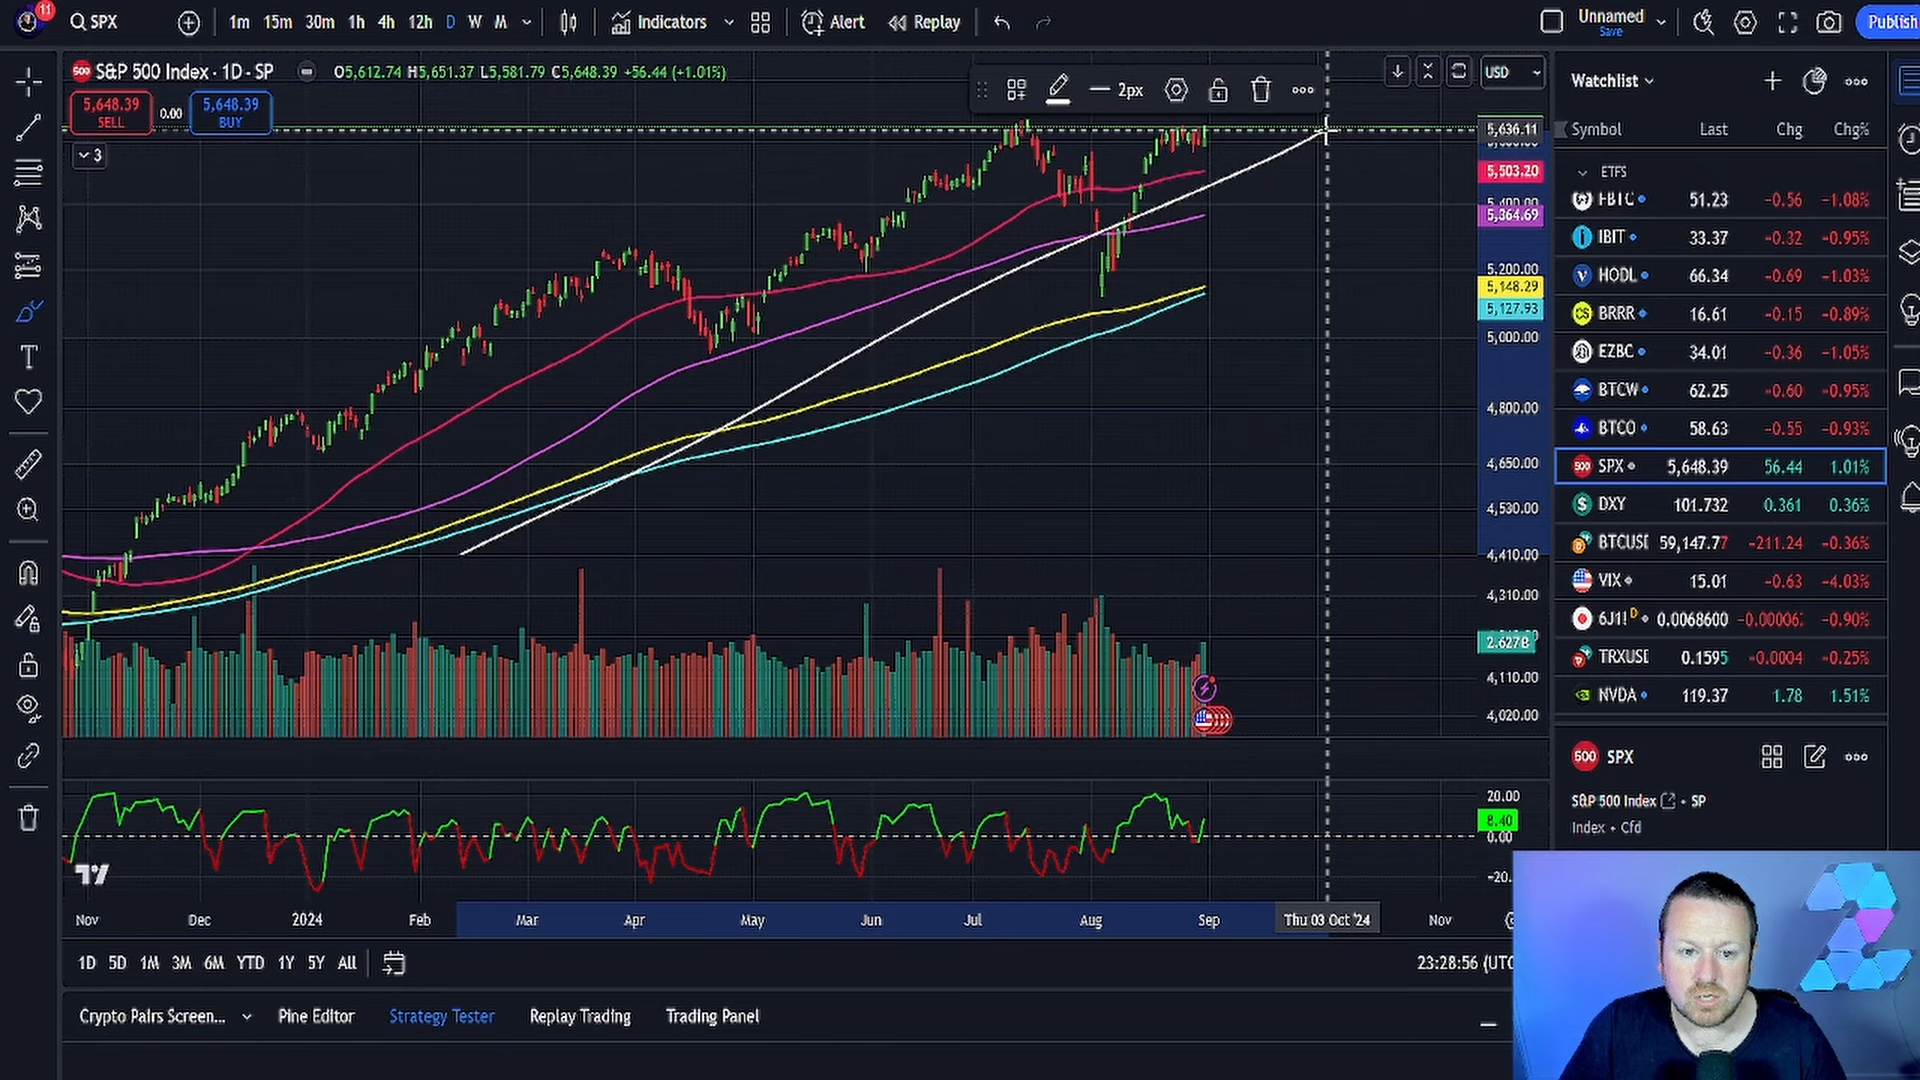 11
SPX
1m 15m 30m 1h 4h 12h D W M
Indicators
Alert
Replay
Unnamed
Save
Publish
S&P 500 Index · 1D · SP
O5,612.74 H5,651.37 L5,581.79 C5,648.39 +56.44 (+1.01%)
5,648.39
SELL
0.00
5,648.39
BUY
3
2px
USD
5,636.11
5,503.20
5,400.00
5,364.69
5,200.00
5,148.29
5,127.93
5,000.00
4,800.00
4,650.00
4,530.00
4,410.00
4,310.00
2.627B
4,110.00
4,020.00
20.00
8.40
0.00
-20.
Nov Dec 2024 Feb Mar Apr May Jun Jul Aug Sep Thu 03 Oct '24 Nov
1D 5D 1M 3M 6M YTD 1Y 5Y All
23:28:56 (UTC
Crypto Pairs Screen... Pine Editor Strategy Tester Replay Trading Trading Panel
Watchlist
Symbol Last Chg Chg%
ETFS
FBTC 51.23 -0.56 -1.08%
IBIT 33.37 -0.32 -0.95%
HODL 66.34 -0.69 -1.03%
BRRR 16.61 -0.15 -0.89%
EZBC 34.01 -0.36 -1.05%
BTCW 62.25 -0.60 -0.95%
BTCO 58.63 -0.55 -0.93%
500 SPX 5,648.39 56.44 1.01%
DXY 101.732 0.361 0.36%
BTCUSD 59,147.77 -211.24 -0.36%
VIX 15.01 -0.63 -4.03%
6J1! D 0.0068600 -0.00006 -0.90%
TRXUSD 0.1595 -0.0004 -0.25%
NVDA 119.37 1.78 1.51%
500 SPX
S&P 500 Index • SP
Index • Cfd